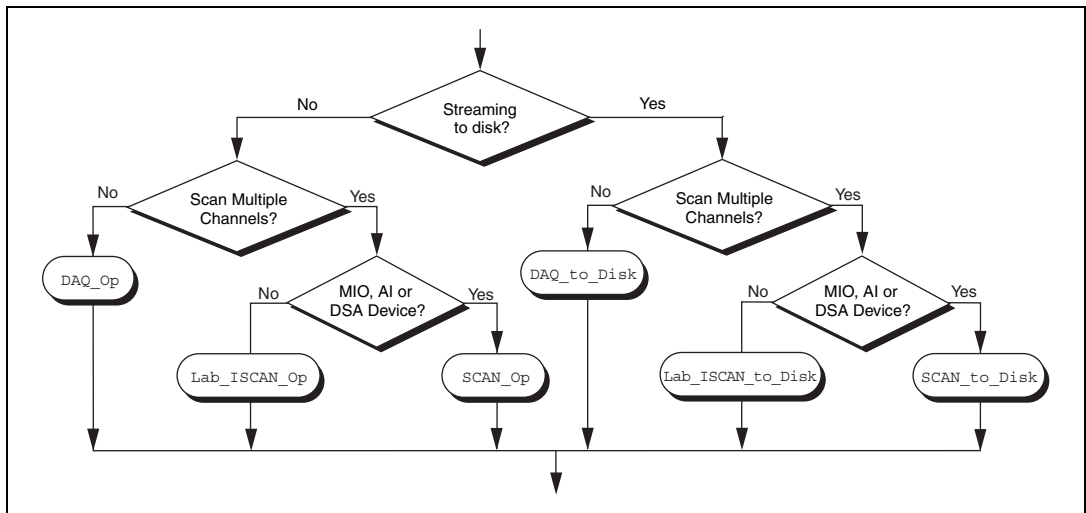 No
Streaming
to disk?
Yes
No
Scan Multiple
Channels?
Yes
No
Scan Multiple
Channels?
Yes
DAQ_Op
No
MIO, AI or
DSA Device?
Yes
DAQ_to_Disk
No
MIO, AI or
DSA Device?
Yes
Lab_ISCAN_Op
SCAN_Op
Lab_ISCAN_to_Disk
SCAN_to_Disk